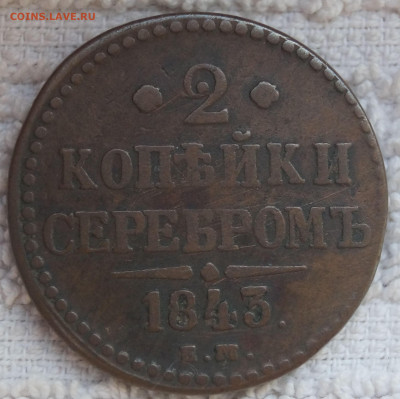 COINS.LAVE.RU
2
КОПѢЙКИ
СЕРЕБРОМЪ
1843.
Е.М.